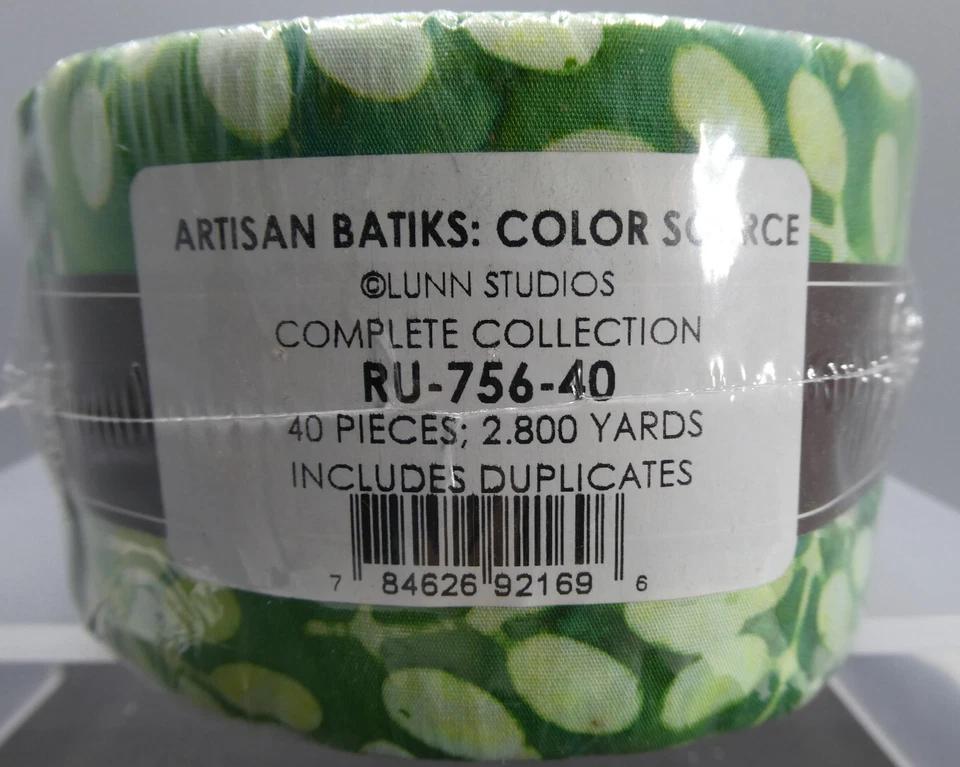 ARTISAN BATIKS: COLOR SOURCE
©LUNN STUDIOS
COMPLETE COLLECTION
RU-756-40
40 PIECES; 2.800 YARDS
INCLUDES DUPLICATES
7 84626 92169 6